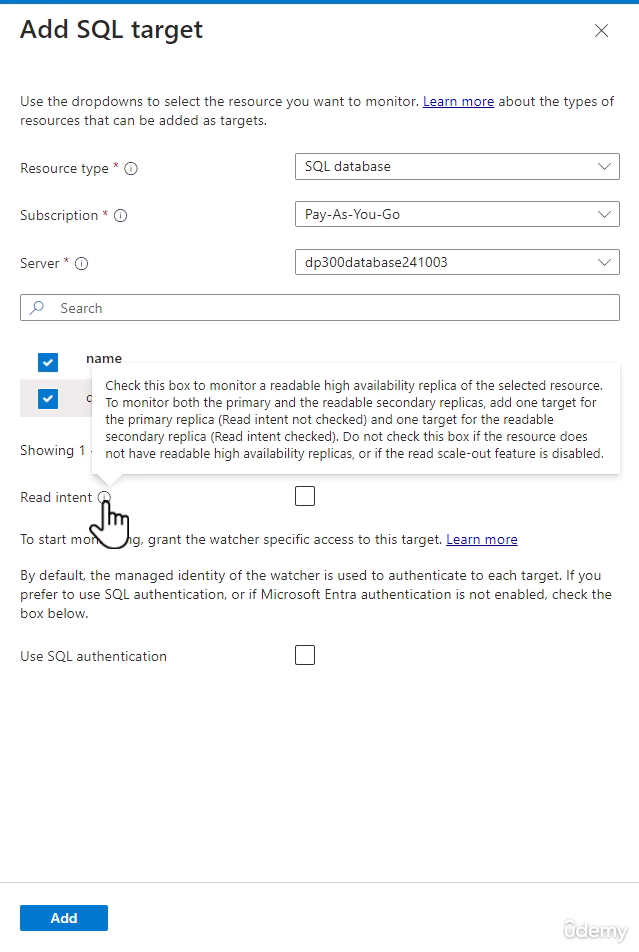 Add SQL target
Use the dropdowns to select the resource you want to monitor. Learn more about the types of
resources that can be added as targets.
Resource type *
SQL database
Subscription *
Pay-As-You-Go
Server *
dp300database241003
Search
name
Check this box to monitor a readable high availability replica of the selected resource.
To monitor both the primary and the readable secondary replicas, add one target for
the primary replica (Read intent not checked) and one target for the readable
secondary replica (Read intent checked). Do not check this box if the resource does
not have readable high availability replicas, or if the read scale-out feature is disabled.
Showing 1
Read intent
To start grant the watcher specific access to this target. Learn more
By default, the managed identity of the watcher is used to authenticate to each target. If you
prefer to use SQL authentication, or if Microsoft Entra authentication is not enabled, check the
box below.
Use SQL authentication
Add
ûdemy